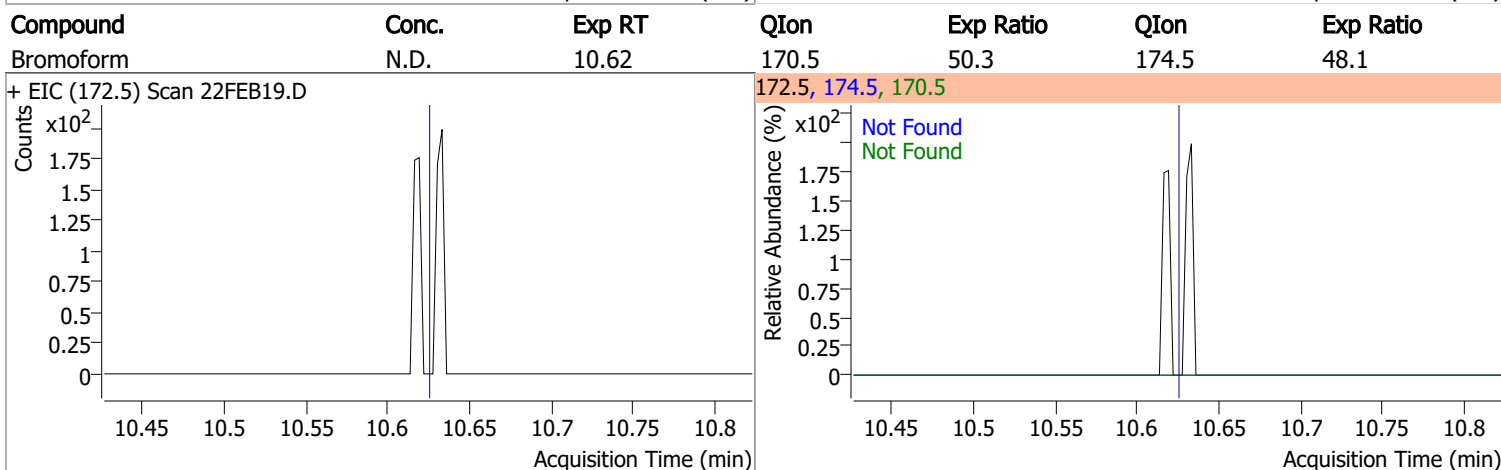 Compound Conc. Exp RT QIon Exp Ratio QIon Exp Ratio
Bromoform N.D. 10.62 170.5 50.3 174.5 48.1
+ EIC (172.5) Scan 22FEB19.D
Counts
x10²
1.75
1.5
1.25
1
0.75
0.5
0.25
0
10.45 10.5 10.55 10.6 10.65 10.7 10.75 10.8
Acquisition Time (min)
172.5, 174.5, 170.5
Relative Abundance (%)
x10²
Not Found
Not Found
1.75
1.5
1.25
1
0.75
0.5
0.25
0
10.45 10.5 10.55 10.6 10.65 10.7 10.75 10.8
Acquisition Time (min)